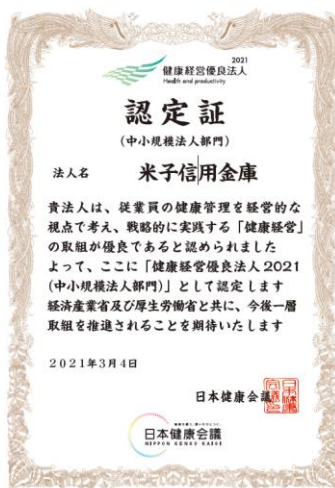 2021
健康経営優良法人
Health and productivity
認定証
(中小規模法人部門)
法人名 米子信用金庫
貴法人は、従業員の健康管理を経営的な
視点で考え、戦略的に実践する「健康経営」
の取組が優良であると認められました
よって、ここに「健康経営優良法人2021
(中小規模法人部門)」として認定します
経済産業省及び厚生労働省と共に、今後一層
取組を推進されることを期待いたします
2021年3月4日
日本健康会議
日本健康会議
NIPPON KENKO KAIGI